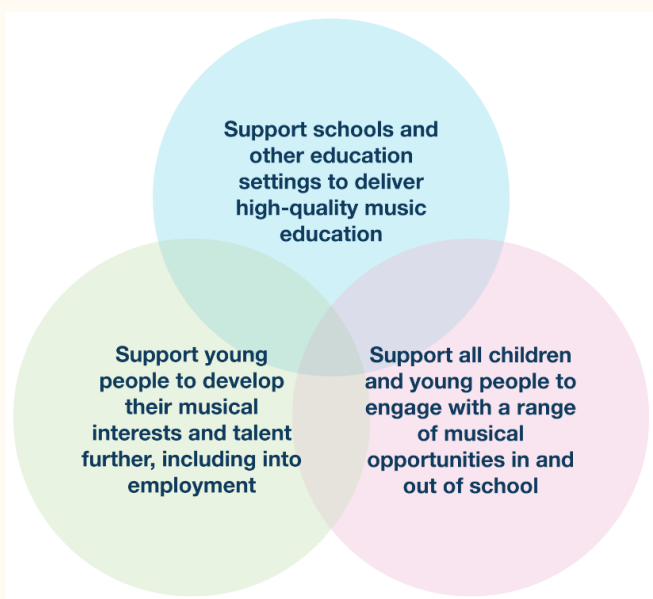 Support schools and
other education
settings to deliver
high-quality music
education
Support young
people to develop
their musical
interests and talent
further, including into
employment
Support all children
and young people to
engage with a range
of musical
opportunities in and
out of school